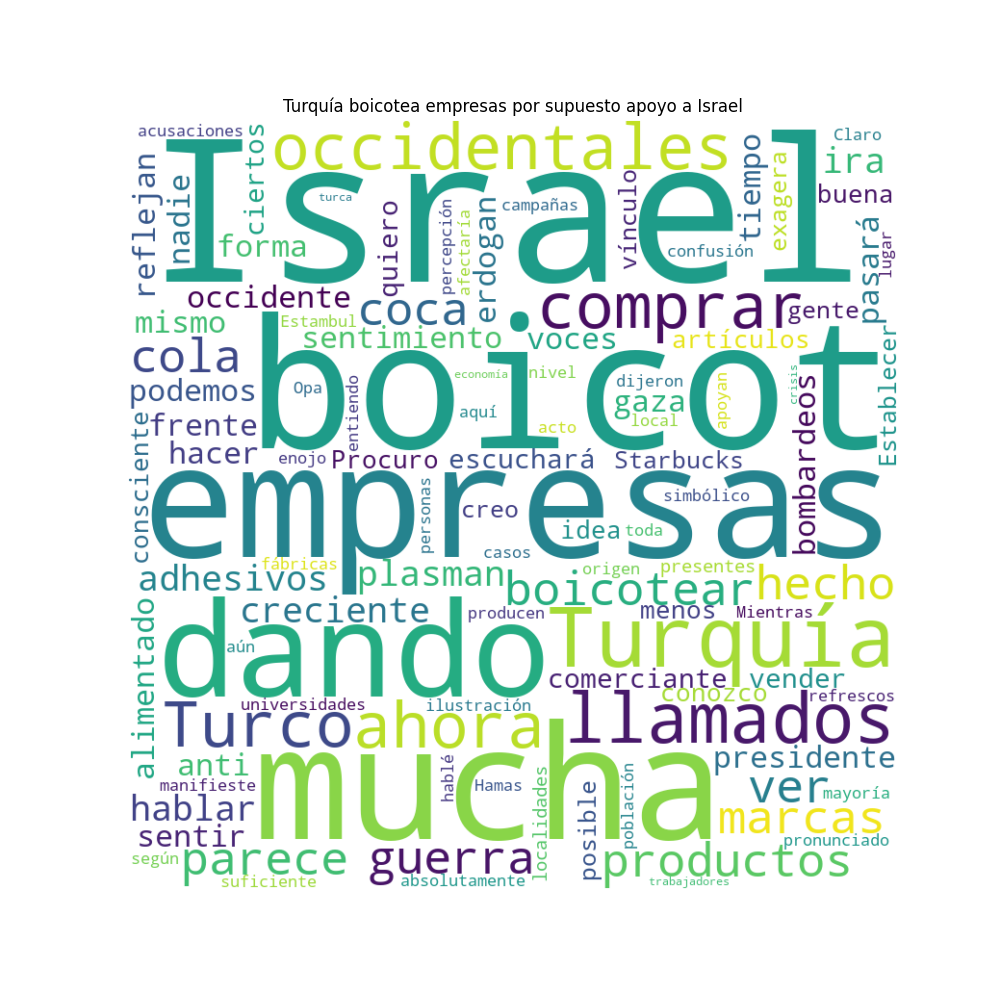 Turquía boicotea empresas por supuesto apoyo a Israel
acusaciones
ciertos
occidentales
tiempo
exagera
Claro
ira
reflejan
nadie
Israel
turca
quiero
percepción
afectaría
erdogan
campañas
vínculo
confusión
buena
pasará
lugar
forma
occidente
coca
comprar
gente
mismo
Estambul
sentimiento
voces
artículos
Establecer
cola
boicot
podemos
Opa
entiendo
economía
nivel
aquí
dijeron
gaza
local
apoyan
crisis
bombardeos
frente
acto
hacer
enojo
Procuro
escuchará
Starbucks
consciente
empresas
personas
creo
simbólico
idea
toda
casos
adhesivos
fábricas
plasman
origen
presentes
boicotear
hecho
alimentado
creciente
dando
producen
menos
Mientras
Turquía
aún
comerciante
vender
universidades
ilustración
conozco
refrescos
Turco
ahora
llamados
anti
mucha
presidente
manifieste
hablé
Hamas
localidades
posible
población
ver
mayoría
hablar
marcas
sentir
pronunciado
según
parece
guerra
productos
suficiente
absolutamente
trabajadores